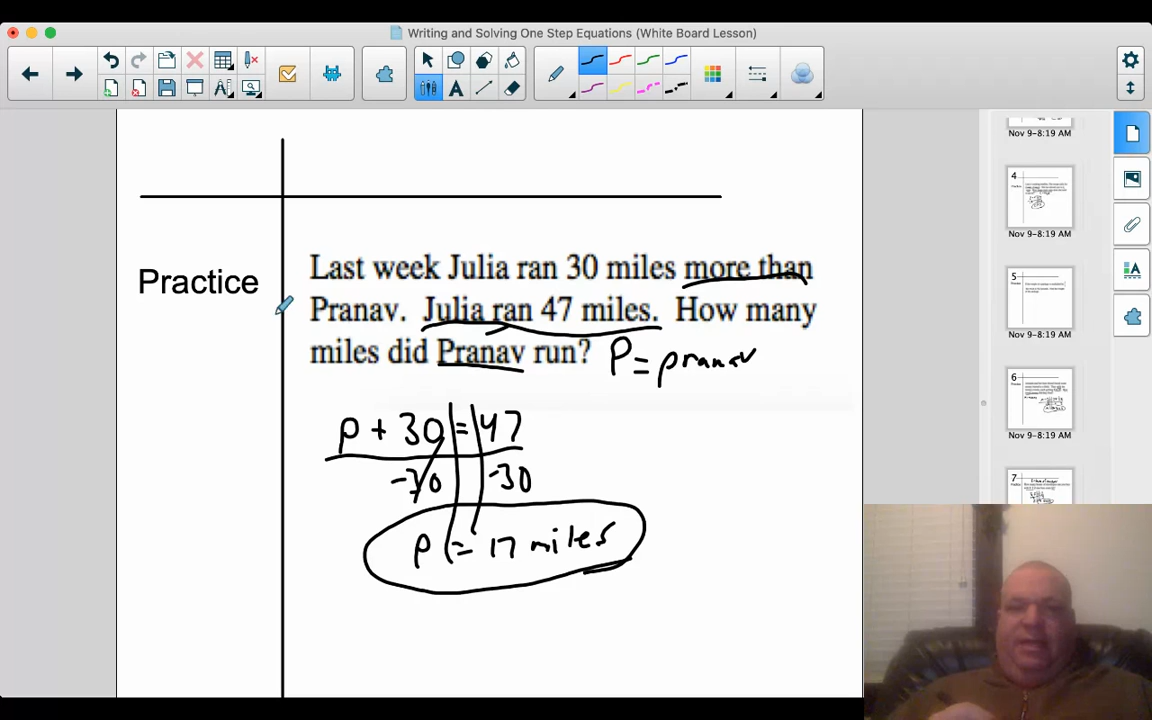 Writing and Solving One Step Equations (White Board Lesson)
Nov 9-8:19 AM
4
Nov 9-8:19 AM
5
Nov 9-8:19 AM
6
Nov 9-8:19 AM
7
Practice
Last week Julia ran 30 miles more than
Pranav. Julia ran 47 miles. How many
miles did Pranav run? P = pranav
p + 30 = 47
-30 -30
p = 17 miles